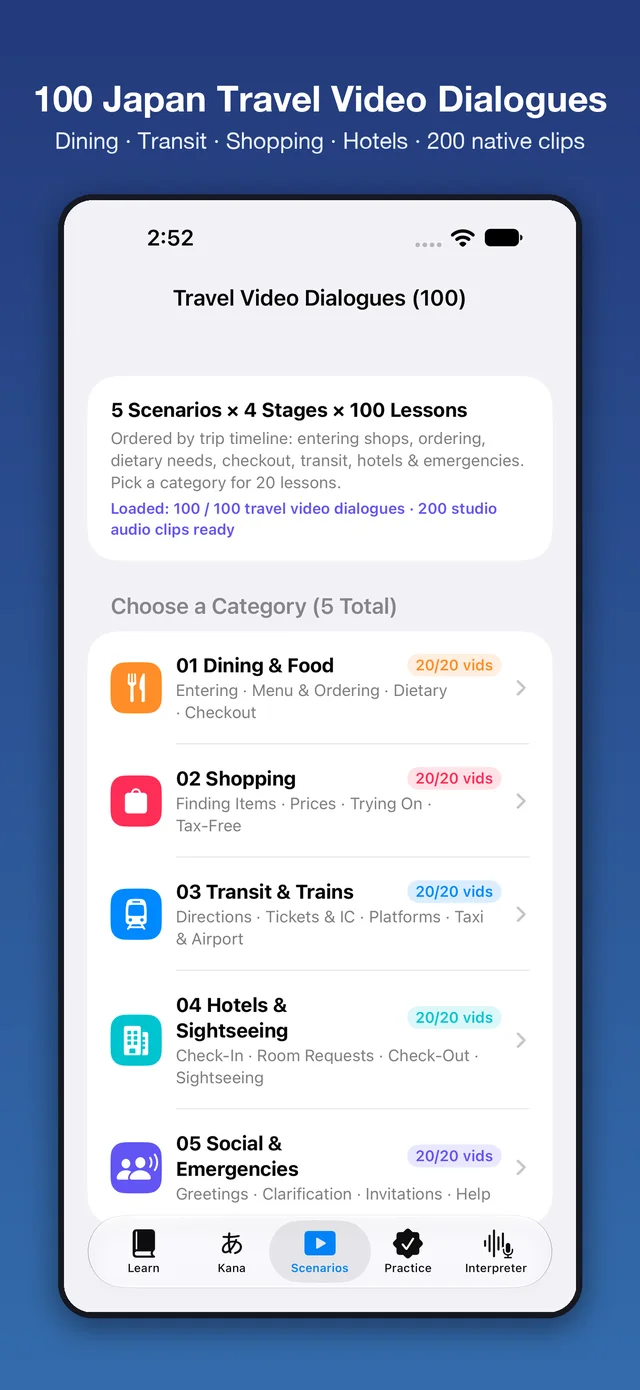 100 Japan Travel Video Dialogues
Dining · Transit · Shopping · Hotels · 200 native clips
2:52
Travel Video Dialogues (100)
5 Scenarios × 4 Stages × 100 Lessons
Ordered by trip timeline: entering shops, ordering,
dietary needs, checkout, transit, hotels & emergencies.
Pick a category for 20 lessons.
Loaded: 100 / 100 travel video dialogues · 200 studio
audio clips ready
Choose a Category (5 Total)
01 Dining & Food
20/20 vids
Entering · Menu & Ordering · Dietary
· Checkout
02 Shopping
20/20 vids
Finding Items · Prices · Trying On ·
Tax-Free
03 Transit & Trains
20/20 vids
Directions · Tickets & IC · Platforms · Taxi
& Airport
04 Hotels &
Sightseeing
20/20 vids
Check-In · Room Requests · Check-Out ·
Sightseeing
05 Social &
Emergencies
20/20 vids
Greetings · Clarification · Invitations · Help
あ
Learn
Kana
Scenarios
Practice
Interpreter